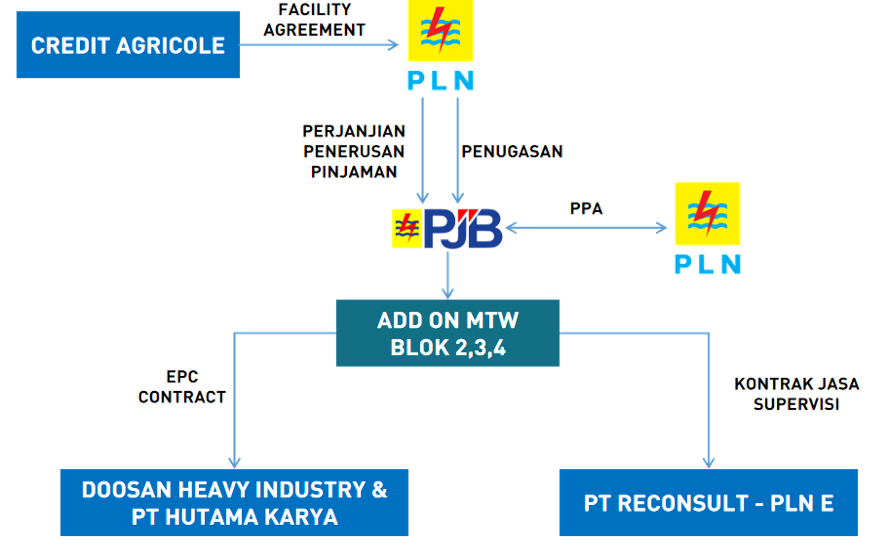 FACILITY
AGREEMENT
CREDIT AGRICOLE
PLN
PERJANJIAN
PENERUSAN
PINJAMAN
PENUGASAN
PJB
PPA
PLN
ADD ON MTW
BLOK 2,3,4
EPC
CONTRACT
KONTRAK JASA
SUPERVISI
DOOSAN HEAVY INDUSTRY &
PT HUTAMA KARYA
PT RECONSULT - PLN E